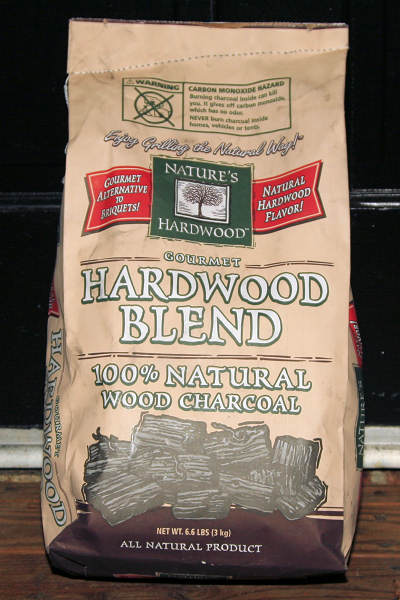 WARNING
CARBON MONOXIDE HAZARD
Burning charcoal inside can kill
you. It gives off carbon monoxide,
which has no odor.
NEVER burn charcoal inside
homes, vehicles or tents.
Enjoy Grilling the Natural Way!™
GOURMET
ALTERNATIVE
TO
BRIQUETS!
NATURE'S
HARDWOOD™
NATURAL
HARDWOOD
FLAVOR!
GOURMET
HARDWOOD
BLEND
100% NATURAL
WOOD CHARCOAL
NET WT. 6.6 LBS (3 kg)
ALL NATURAL PRODUCT
HARDWOOD
NATURE'S